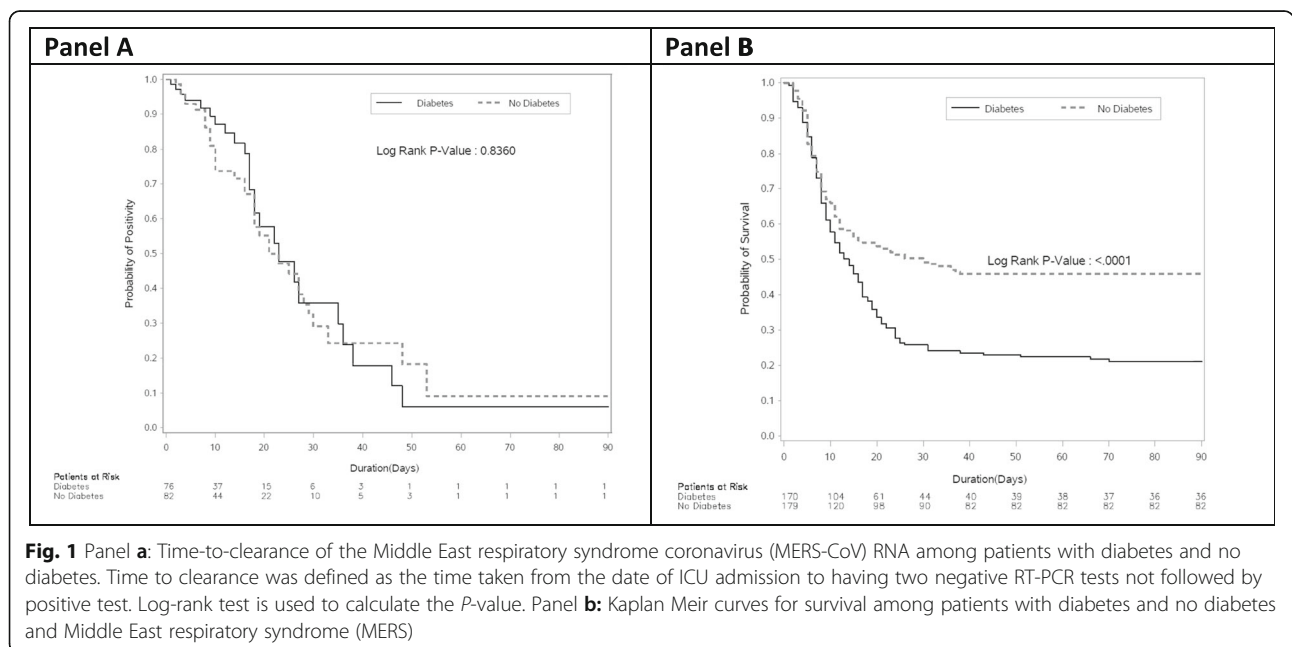 Panel A
Probability of Positivity
1.0
0.9
0.8
0.7
0.6
0.5
0.4
0.3
0.2
0.1
0.0
Diabetes No Diabetes
Log Rank P-Value : 0.8360
0 10 20 30 40 50 60 70 80 90
Duration(Days)
Patients at Risk
Diabetes 76 37 15 6 3 1 1 1 1 1
No Diabetes 82 44 22 10 5 3 1 1 1 1
Panel B
Probability of Survival
1.0
0.9
0.8
0.7
0.6
0.5
0.4
0.3
0.2
0.1
0.0
Diabetes No Diabetes
Log Rank P-Value : <.0001
0 10 20 30 40 50 60 70 80 90
Duration(Days)
Patients at Risk
Diabetes 170 104 61 44 40 39 38 37 36 36
No Diabetes 179 120 98 90 82 82 82 82 82 82
Fig. 1 Panel a: Time-to-clearance of the Middle East respiratory syndrome coronavirus (MERS-CoV) RNA among patients with diabetes and no
diabetes. Time to clearance was defined as the time taken from the date of ICU admission to having two negative RT-PCR tests not followed by
positive test. Log-rank test is used to calculate the P-value. Panel b: Kaplan Meir curves for survival among patients with diabetes and no diabetes
and Middle East respiratory syndrome (MERS)